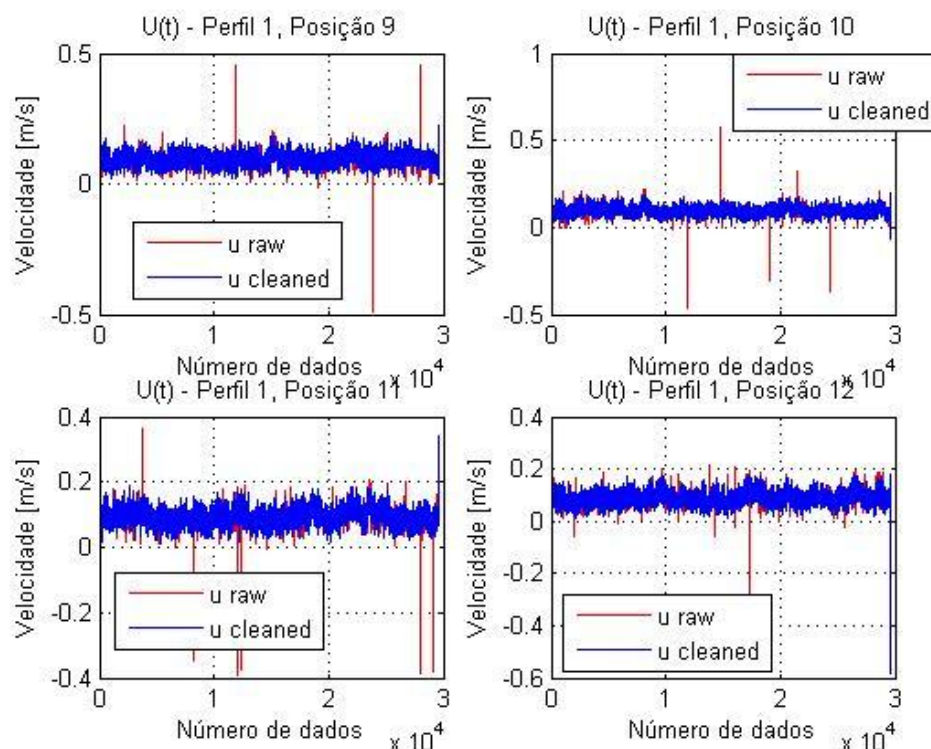 U(t) - Perfil 1, Posição 9
0.5
0
-0.5
Velocidade [m/s]
u raw
u cleaned
0 1 2 3
Número de dados
x 10^4
U(t) - Perfil 1, Posição 10
1
0.5
0
-0.5
Velocidade [m/s]
u raw
u cleaned
0 1 2 3
Número de dados
x 10^4
U(t) - Perfil 1, Posição 11
0.4
0.2
0
-0.2
-0.4
Velocidade [m/s]
u raw
u cleaned
0 1 2 3
Número de dados
x 10^4
U(t) - Perfil 1, Posição 12
0.4
0.2
0
-0.2
-0.4
-0.6
Velocidade [m/s]
u raw
u cleaned
0 1 2 3
Número de dados
x 10^4